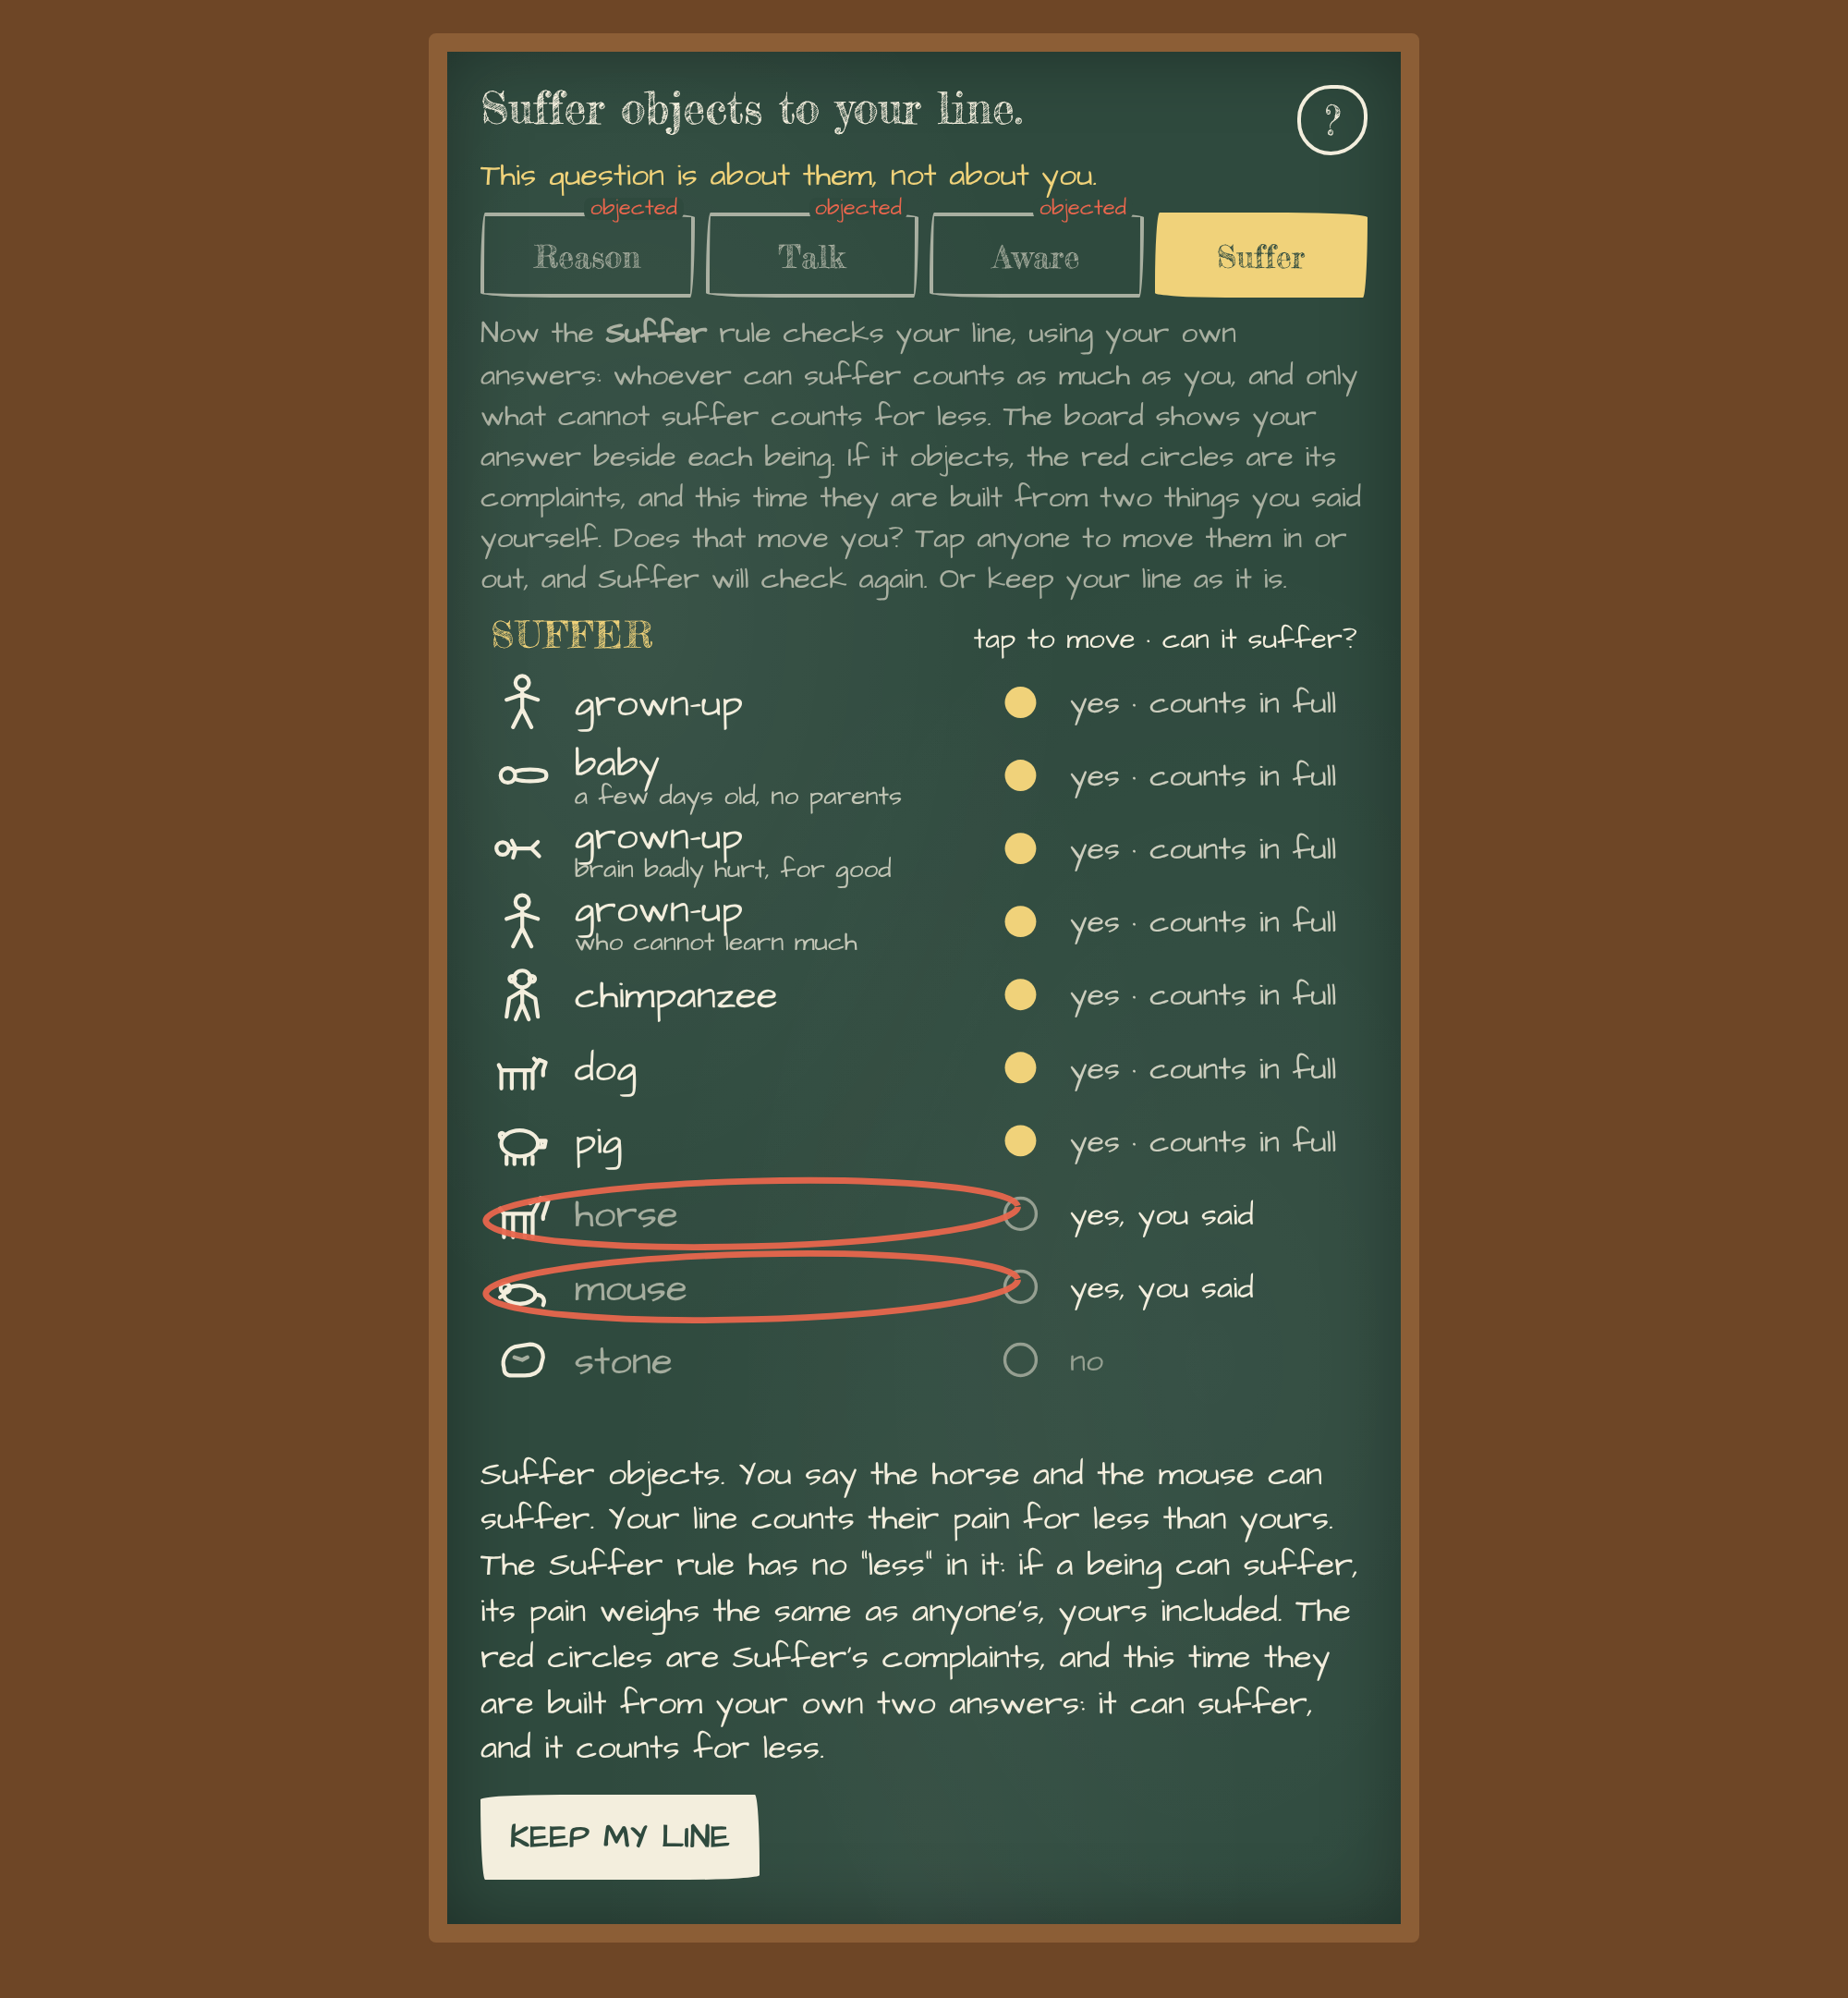 Suffer objects to your line.
?
This question is about them, not about you.
objected
objected
objected
Reason
Talk
Aware
Suffer
Now the Suffer rule checks your line, using your own
answers: whoever can suffer counts as much as you, and only
what cannot suffer counts for less. The board shows your
answer beside each being. If it objects, the red circles are its
complaints, and this time they are built from two things you said
yourself. Does that move you? Tap anyone to move them in or
out, and Suffer will check again. Or keep your line as it is.
SUFFER
tap to move · can it suffer?
grown-up
yes · counts in full
baby
a few days old, no parents
yes · counts in full
grown-up
brain badly hurt, for good
yes · counts in full
grown-up
who cannot learn much
yes · counts in full
chimpanzee
yes · counts in full
dog
yes · counts in full
pig
yes · counts in full
horse
yes, you said
mouse
yes, you said
stone
no
Suffer objects. You say the horse and the mouse can
suffer. Your line counts their pain for less than yours.
The Suffer rule has no "less" in it: if a being can suffer,
its pain weighs the same as anyone's, yours included. The
red circles are Suffer's complaints, and this time they
are built from your own two answers: it can suffer,
and it counts for less.
KEEP MY LINE